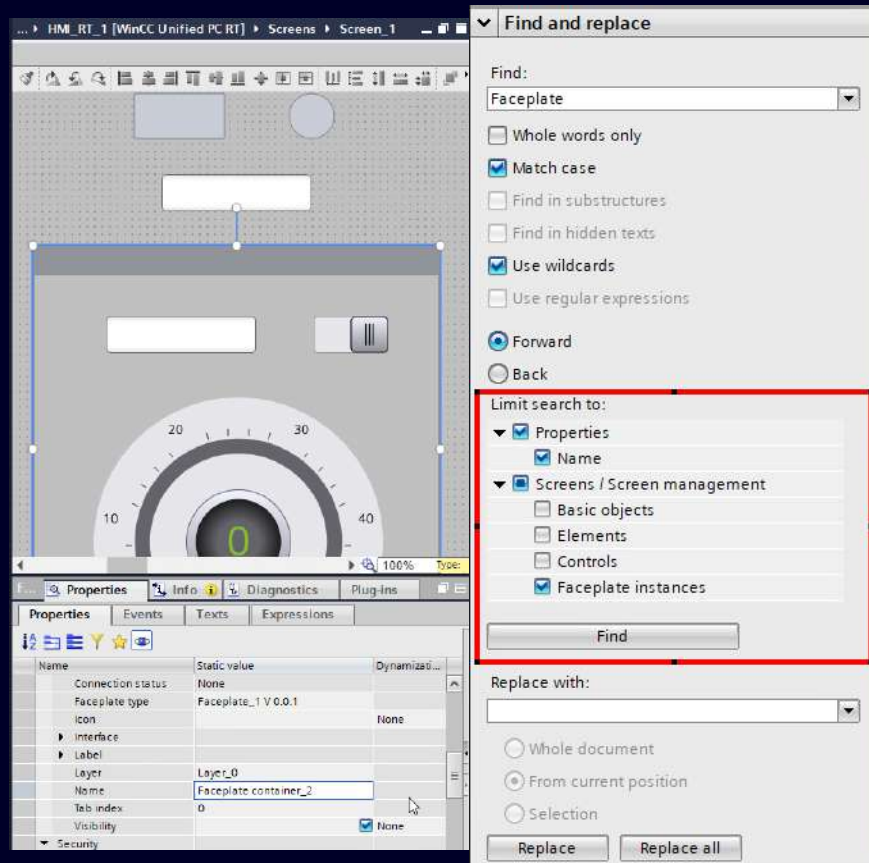 ... ▸ HMI_RT_1 [WinCC Unified PC RT] ▸ Screens ▸ Screen_1
20
30
10
40
0
100%
Type:
F...
Properties
Info
Diagnostics
Plug-ins
Properties
Events
Texts
Expressions
Name
Static value
Dynamizati...
Connection status
None
Faceplate type
Faceplate_1 V 0.0.1
Icon
None
Interface
Label
Layer
Layer_0
Name
Faceplate container_2
Tab index
0
Visibility
None
Security
Find and replace
Find:
Faceplate
Whole words only
Match case
Find in substructures
Find in hidden texts
Use wildcards
Use regular expressions
Forward
Back
Limit search to:
Properties
Name
Screens / Screen management
Basic objects
Elements
Controls
Faceplate instances
Find
Replace with:
Whole document
From current position
Selection
Replace
Replace all